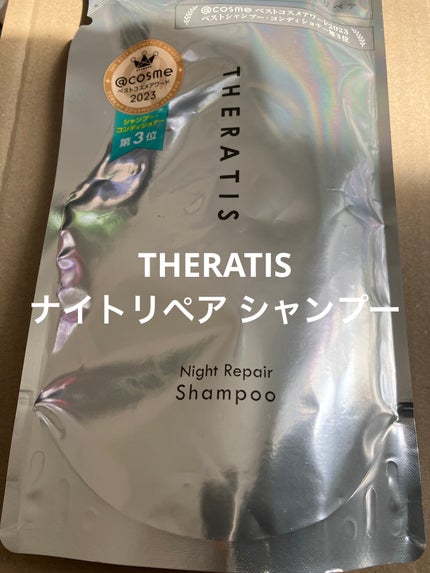 @cosme ベストコスメアワード2023
ベストシャンプー・コンディショナー第3位
@cosme
ベストコスメアワード
2023
シャンプー・
コンディショナー
第3位
THERATIS
THERATIS
ナイトリペア シャンプー
Night Repair
Shampoo